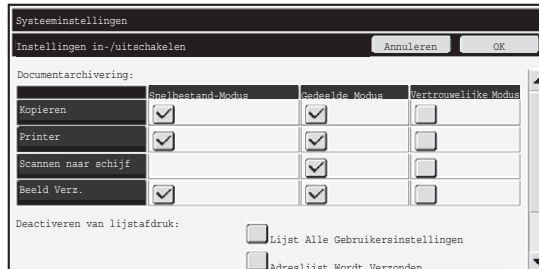 Systeeminstellingen
Instellingen in-/uitschakelen Annuleren OK
Documentarchivering:
Snelbestand-Modus Gedeelde Modus Vertrouwelijke Modus
Kopieren
Printer
Scannen naar schijf
Beeld Verz.
Deactiveren van lijstafdruk:
Lijst Alle Gebruikersinstellingen
Adreslijst Wordt Verzonden